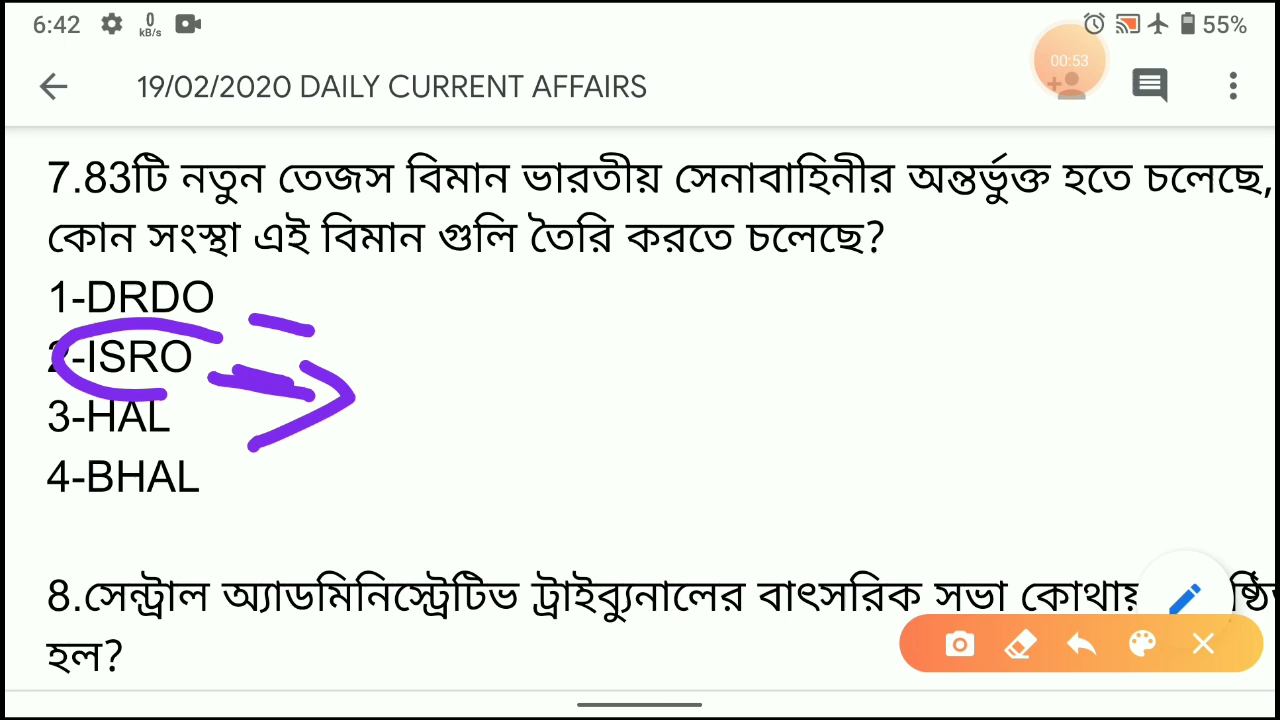 6:42
0
kB/s
55%
00:53
19/02/2020 DAILY CURRENT AFFAIRS
7.83টি নতুন তেজস বিমান ভারতীয় সেনাবাহিনীর অন্তর্ভুক্ত হতে চলেছে,
কোন সংস্থা এই বিমান গুলি তৈরি করতে চলেছে?
1-DRDO
2-ISRO
3-HAL
4-BHAL
8.সেন্ট্রাল অ্যাডমিনিস্ট্রেটিভ ট্রাইব্যুনালের বাৎসরিক সভা কোথায়
হল?